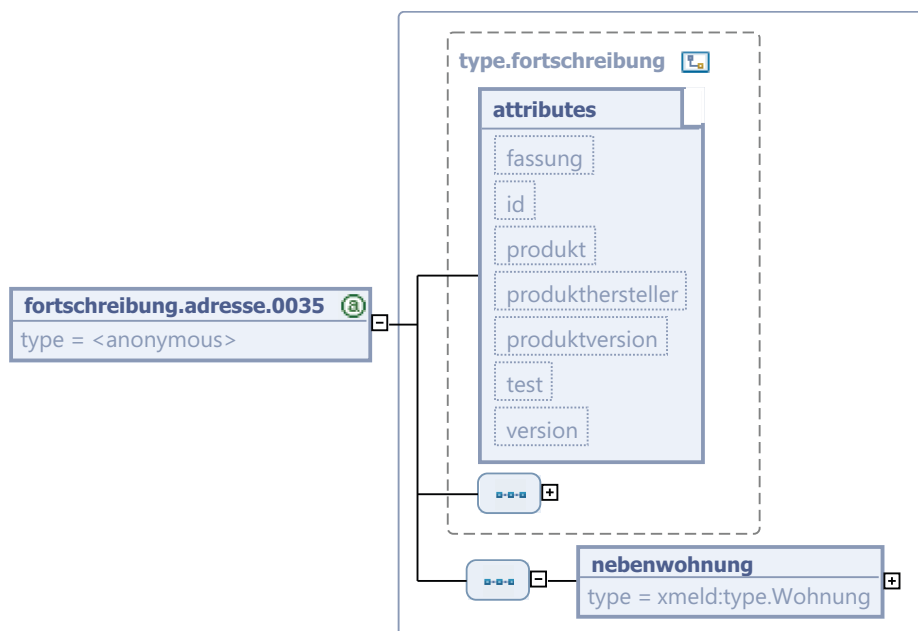 type.fortschreibung
attributes
fassung
id
produkt
produkthersteller
produktversion
test
version
fortschreibung.adresse.0035 @
type = <anonymous>
nebenwohnung
type = xmeld:type.Wohnung